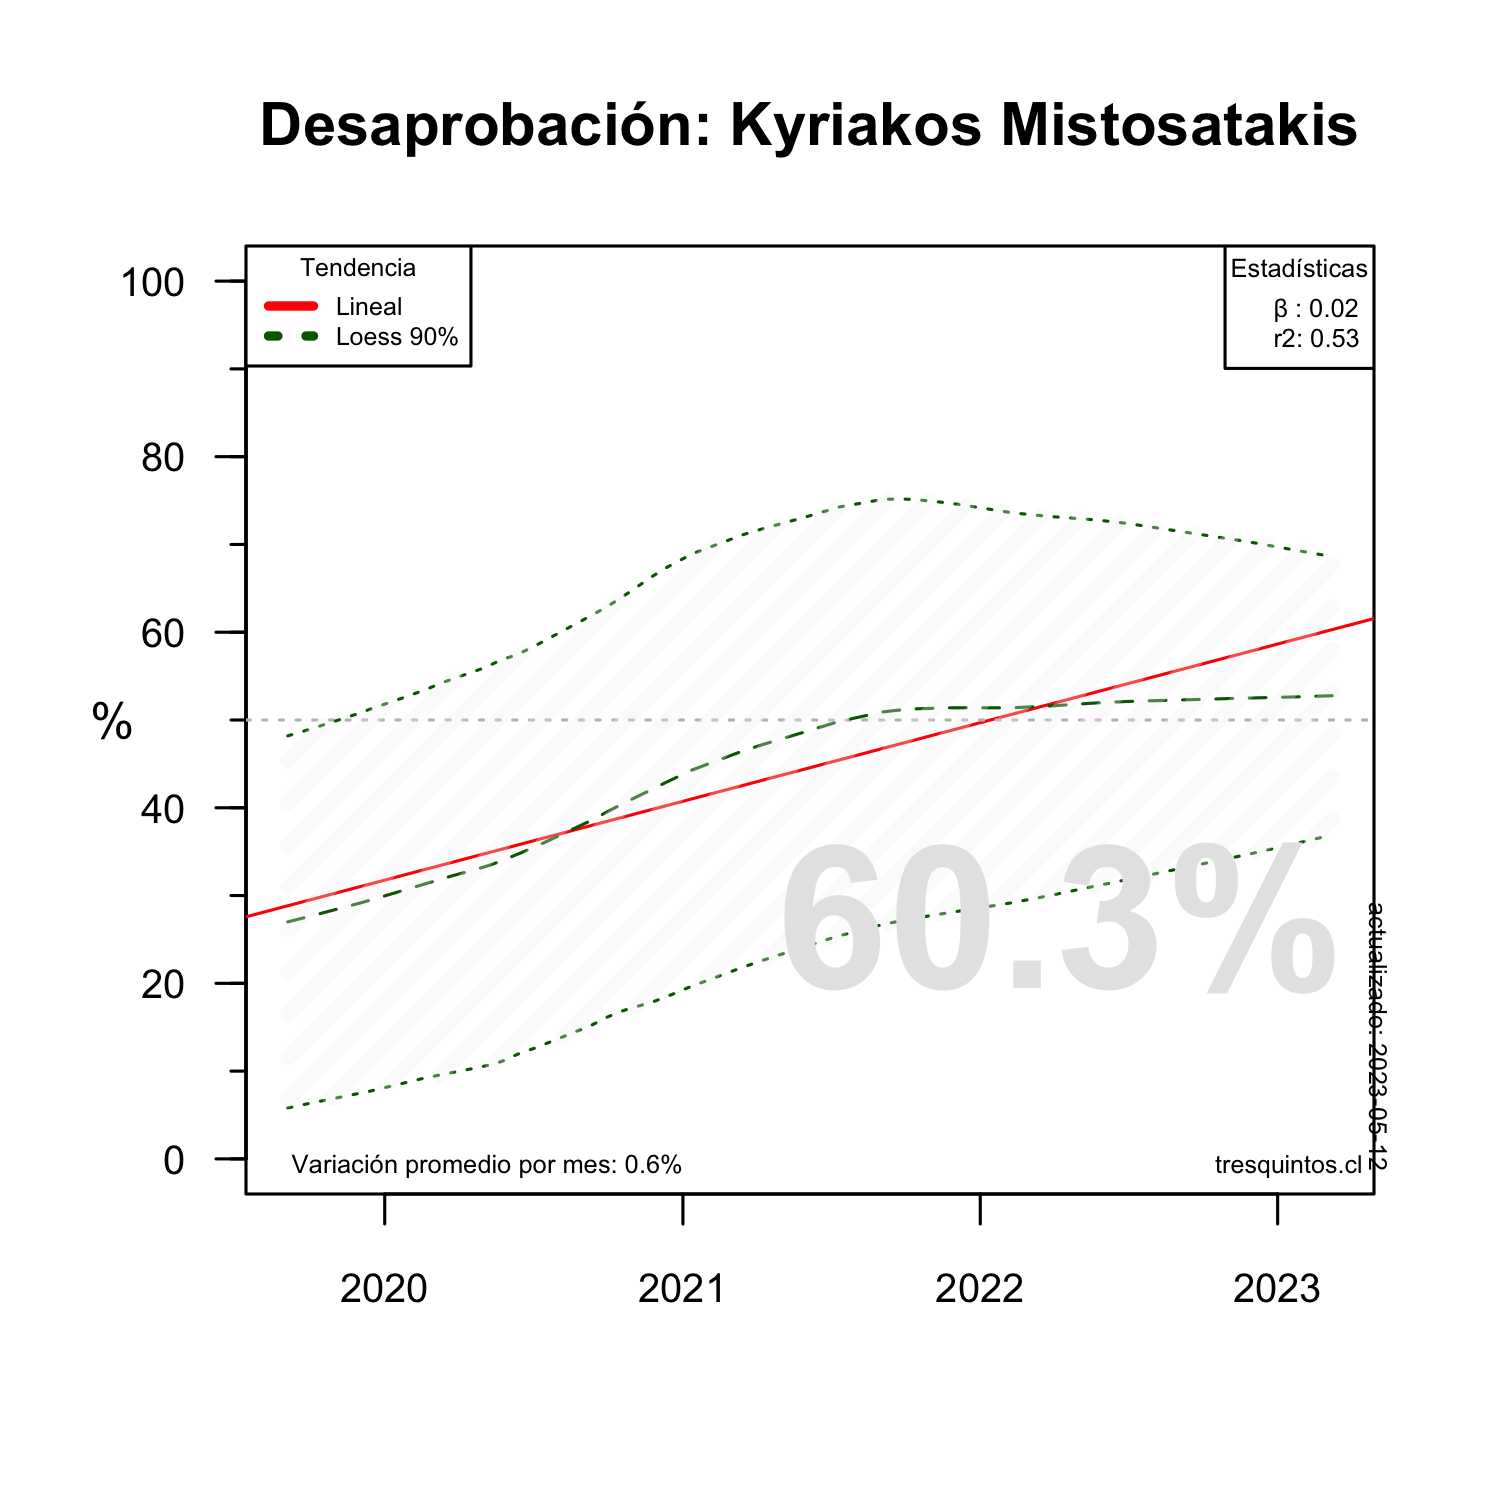 Desaprobación: Kyriakos Mistosatakis
Tendencia
Lineal
Loess 90%
Estadísticas
β : 0.02
r2: 0.53
100
80
60
40
20
0
%
60.3%
actualizado: 2023-05-12
Variación promedio por mes: 0.6%
tresquintos.cl
2020
2021
2022
2023